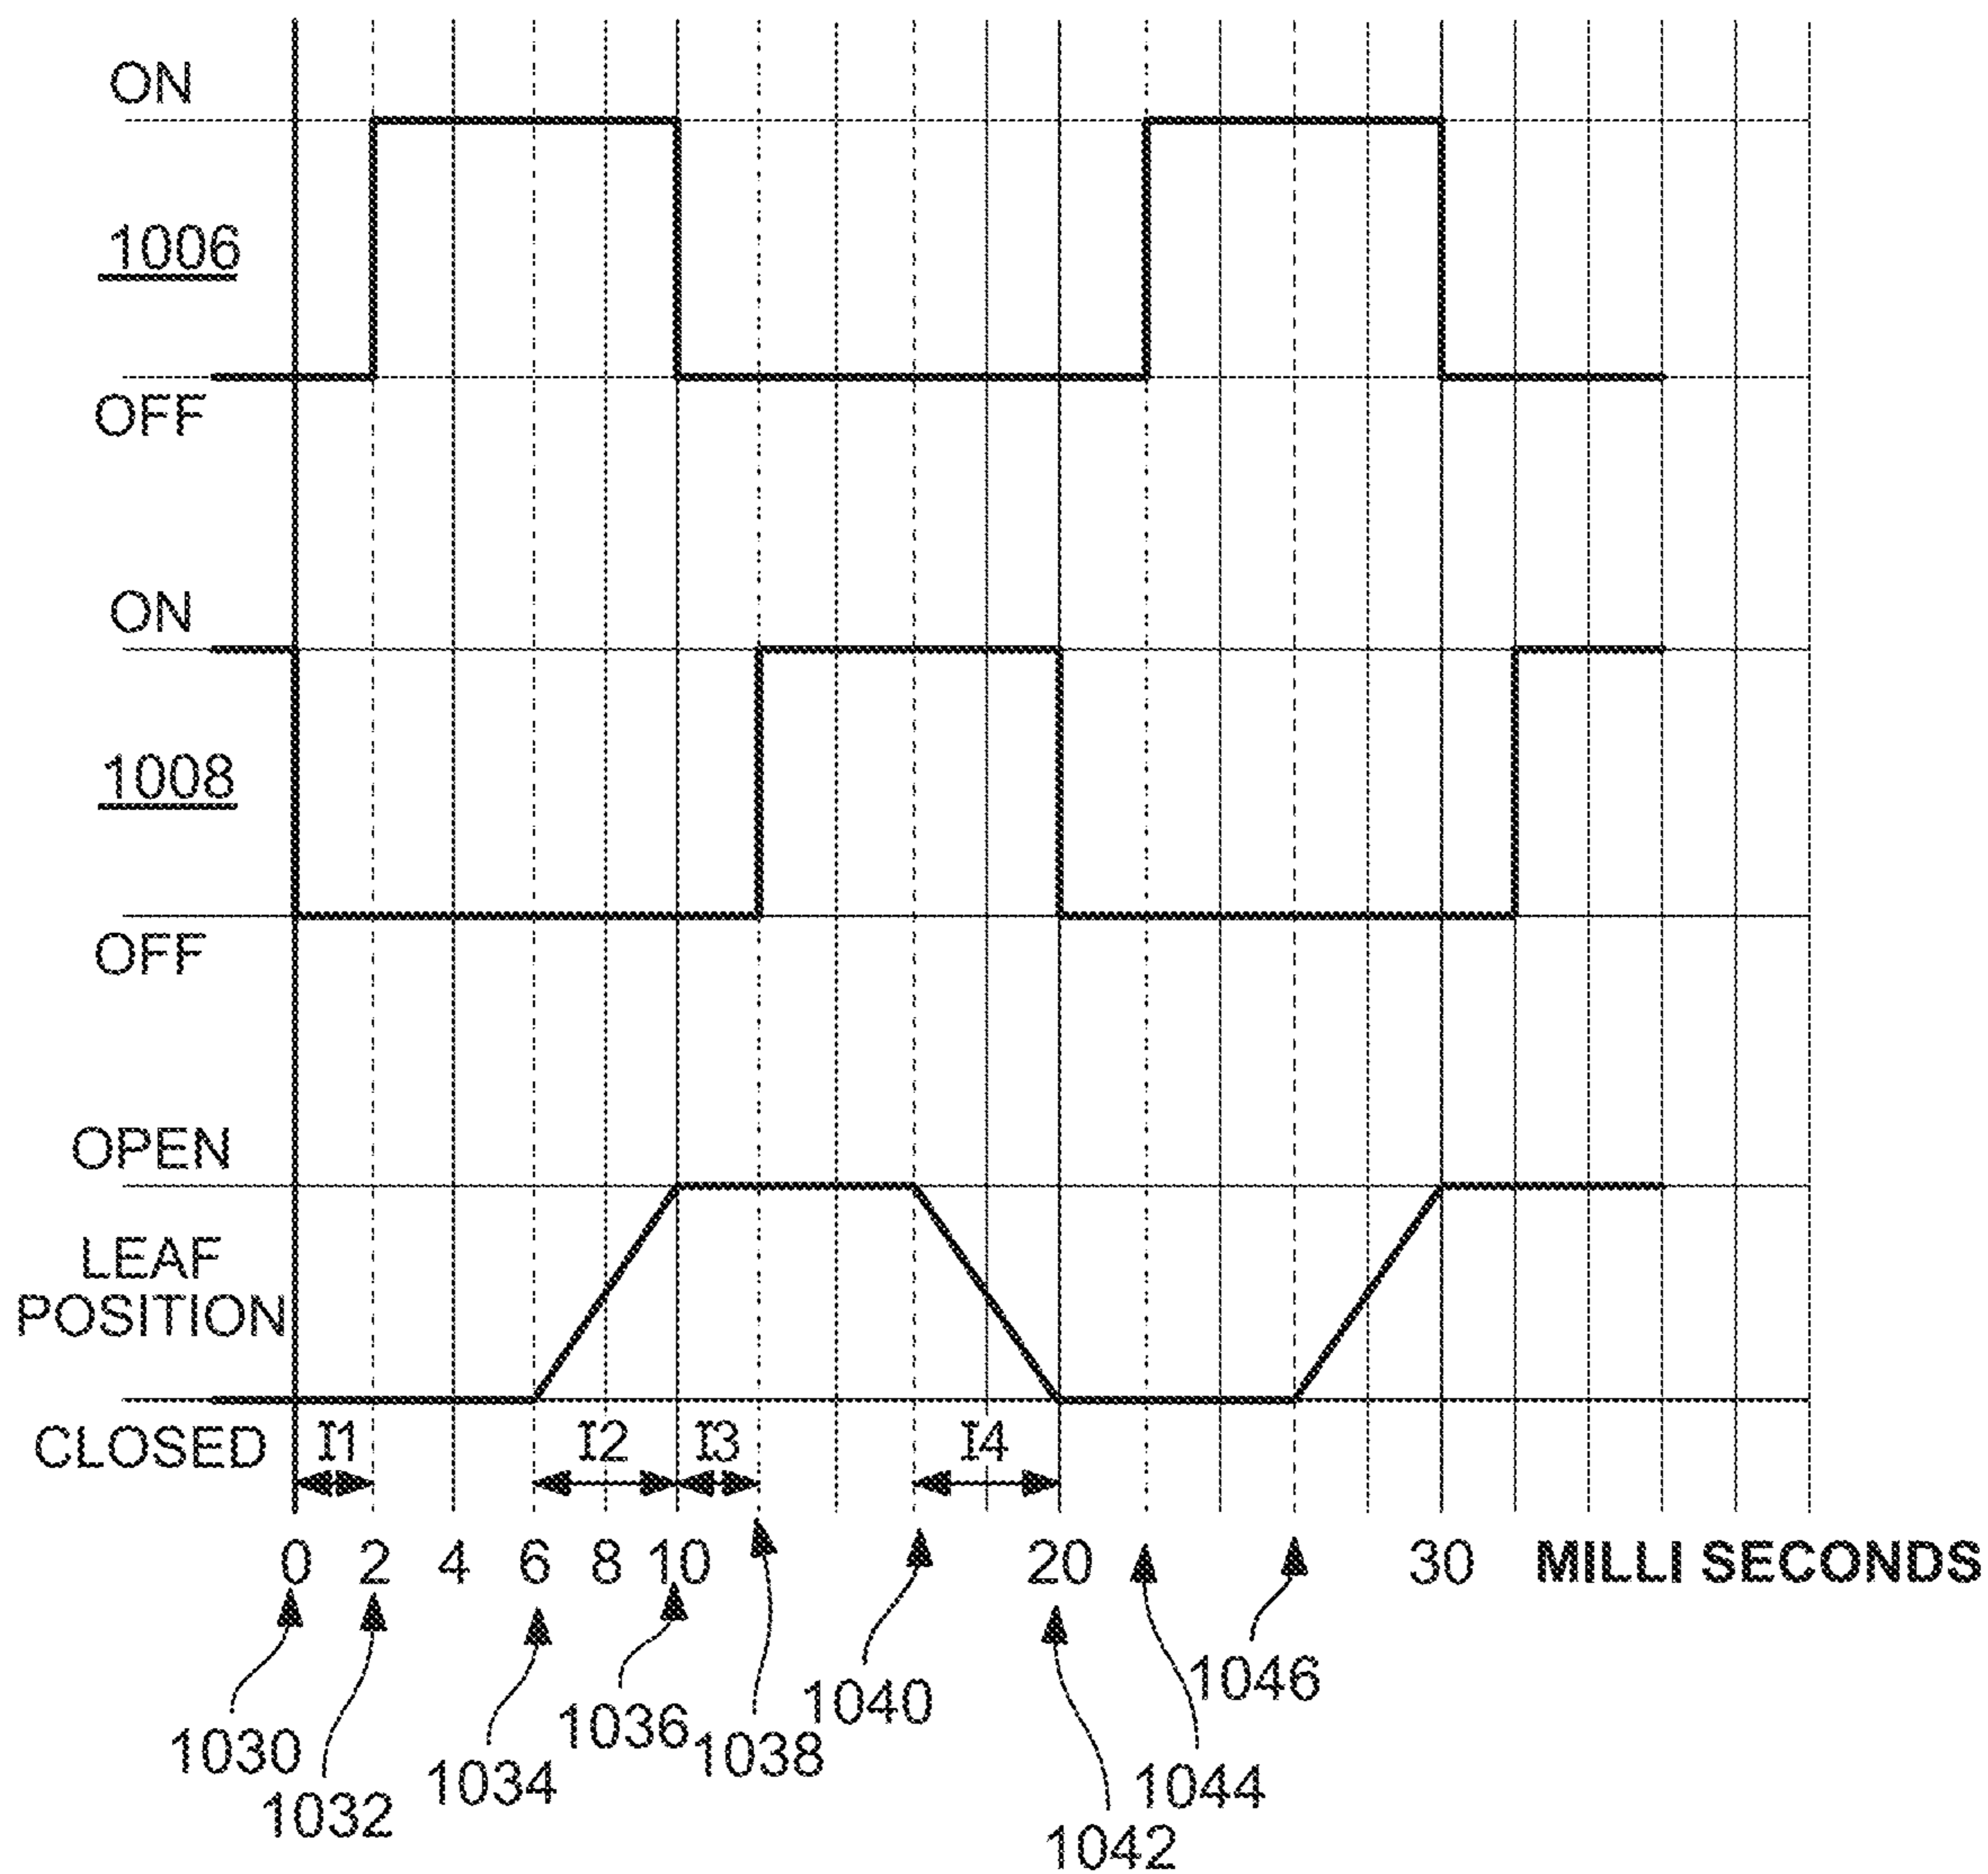 ON
1006
OFF
ON
1008
OFF
OPEN
LEAF
POSITION
CLOSED
I1
I2
I3
I4
0 2 4 6 8 10 20 30 MILLI SECONDS
1030
1032
1034
1036
1038
1040
1042
1044
1046